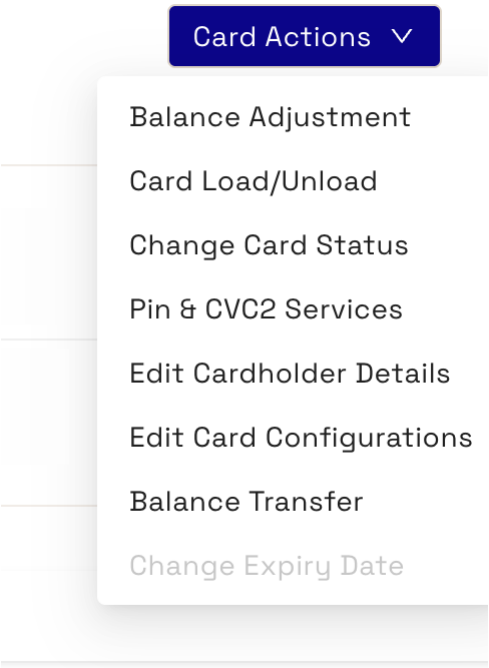 Card Actions
Balance Adjustment
Card Load/Unload
Change Card Status
Pin & CVC2 Services
Edit Cardholder Details
Edit Card Configurations
Balance Transfer
Change Expiry Date